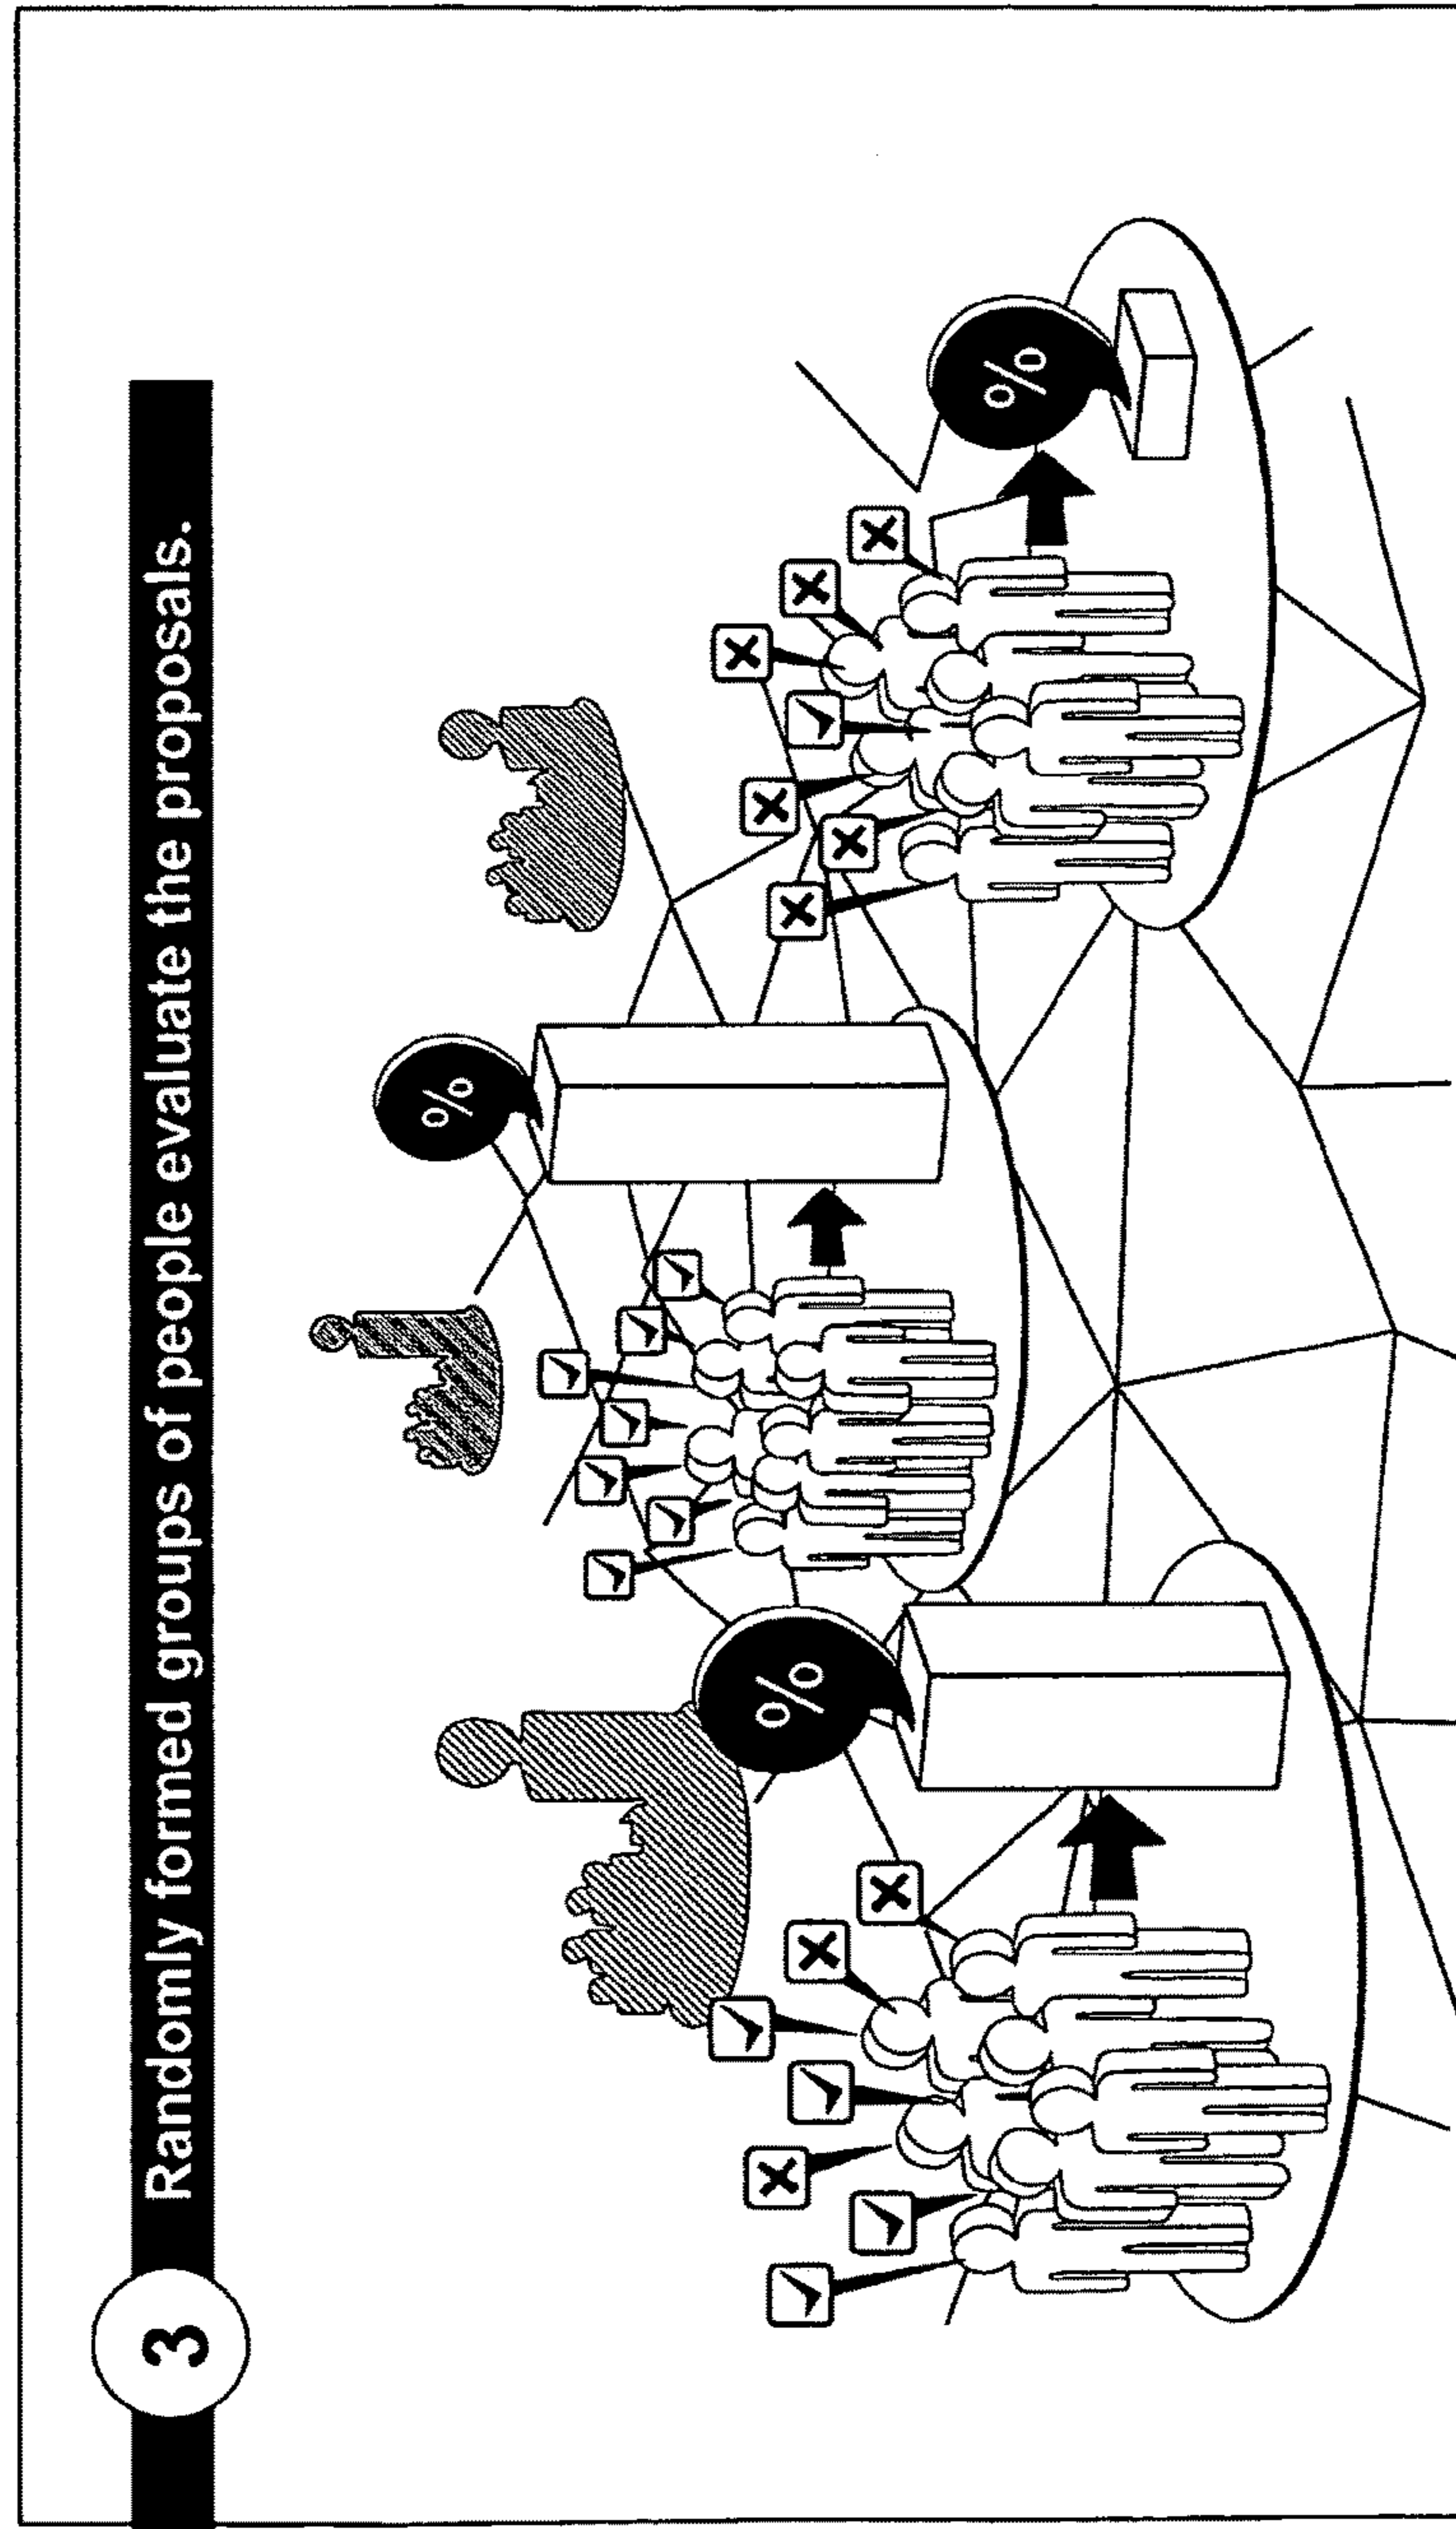 3 Randomly formed groups of people evaluate the proposals.
%
%
%